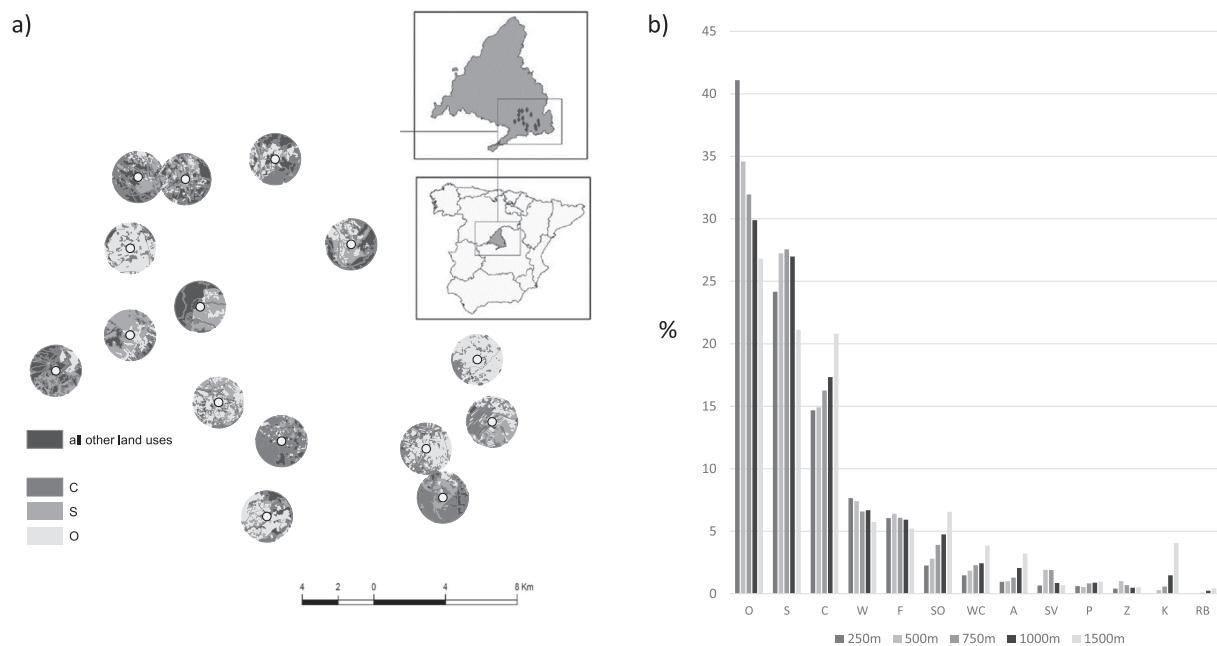 a)
all other land uses
C
S
O
4 2 0 4 8 Km
b)
45
40
35
30
25
20
15
10
5
0
%
O S C W F SO WC A SV P Z K RB
250m 500m 750m 1000m 1500m